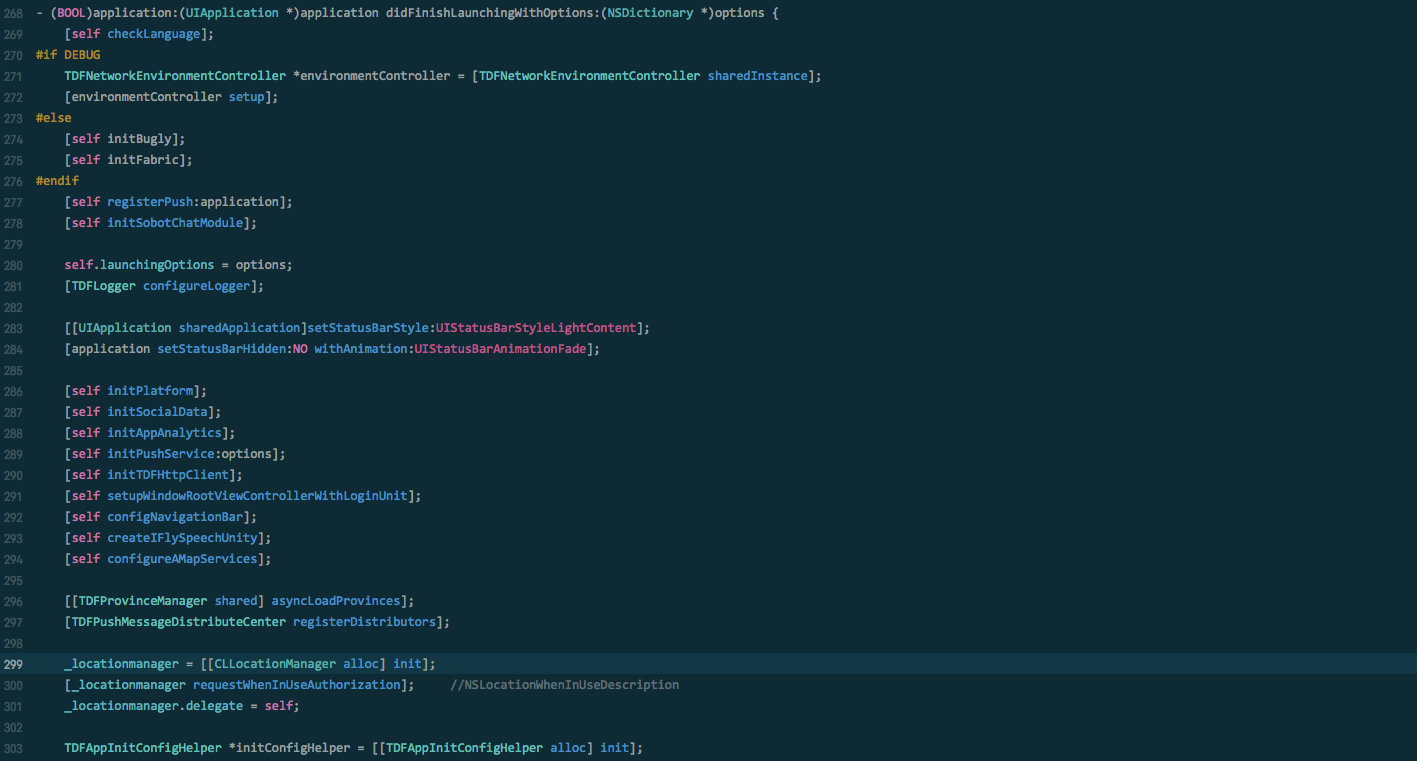 268 - (BOOL)application:(UIApplication *)application didFinishLaunchingWithOptions:(NSDictionary *)options {
269     [self checkLanguage];
270 #if DEBUG
271     TDFNetworkEnvironmentController *environmentController = [TDFNetworkEnvironmentController sharedInstance];
272     [environmentController setup];
273 #else
274     [self initBugly];
275     [self initFabric];
276 #endif
277     [self registerPush:application];
278     [self initSobotChatModule];
279
280     self.launchingOptions = options;
281     [TDFLogger configureLogger];
282
283     [[UIApplication sharedApplication]setStatusBarStyle:UIStatusBarStyleLightContent];
284     [application setStatusBarHidden:NO withAnimation:UIStatusBarAnimationFade];
285
286     [self initPlatform];
287     [self initSocialData];
288     [self initAppAnalytics];
289     [self initPushService:options];
290     [self initTDFHttpClient];
291     [self setupWindowRootViewControllerWithLoginUnit];
292     [self configNavigationBar];
293     [self createIFlySpeechUnity];
294     [self configureAMapServices];
295
296     [[TDFProvinceManager shared] asyncLoadProvinces];
297     [TDFPushMessageDistributeCenter registerDistributors];
298
299     _locationmanager = [[CLLocationManager alloc] init];
300     [_locationmanager requestWhenInUseAuthorization];     //NSLocationWhenInUseDescription
301     _locationmanager.delegate = self;
302
303     TDFAppInitConfigHelper *initConfigHelper = [[TDFAppInitConfigHelper alloc] init];